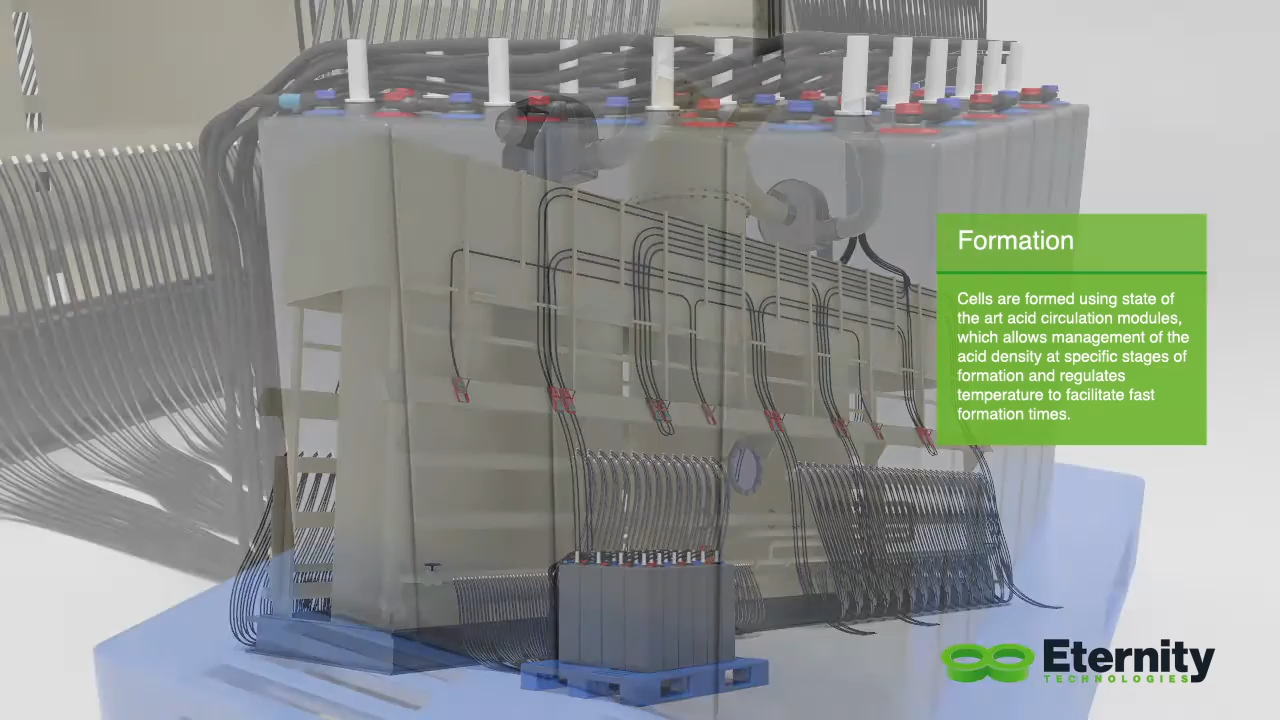 Formation
Cells are formed using state of
the art acid circulation modules,
which allows management of the
acid density at specific stages of
formation and regulates
temperature to facilitate fast
formation times.
Eternity
TECHNOLOGIES